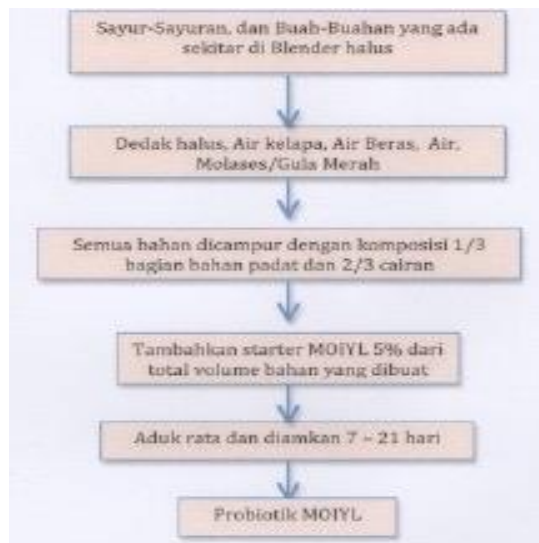 Sayur-Sayuran, dan Buah-Buahan yang ada
sekitar di Blender halus
Dedak halus, Air kelapa, Air Beras, Air,
Molases/Gula Merah
Semua bahan dicampur dengan komposisi 1/3
bagian bahan padat dan 2/3 cairan
Tambahkan starter MOIYL 5% dari
total volume bahan yang dibuat
Aduk rata dan diamkan 7 – 21 hari
Probiotik MOIYL